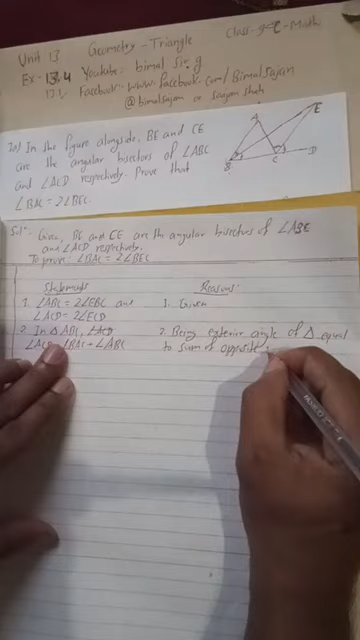 Unit 13 Geometry - Triangle Class-9 - Math
Ex- 13.4 Youtube:- bimal sir.g
Facebook:- www.facebook.com/Bimalsajan
@bimalsajan or sajan shah
In the figure alongside, BE and CE
are the angular bisectors of ∠ABC
and ∠ACD respectively. Prove that
∠BAC = 2∠BEC.
A
E
B
C
D
Given, BE and CE are the angular bisectors of ∠ABC
and ∠ACD respectively.
To prove:- ∠BAC = 2∠BEC
Statements Reasons
1. ∠ABC = 2∠EBC and 1. Given
∠ACD = 2∠ECD
2. In △ABC, ∠ACD 2. Being exterior angle of △ equal
∠ACD = ∠BAC + ∠ABC to sum of opposite